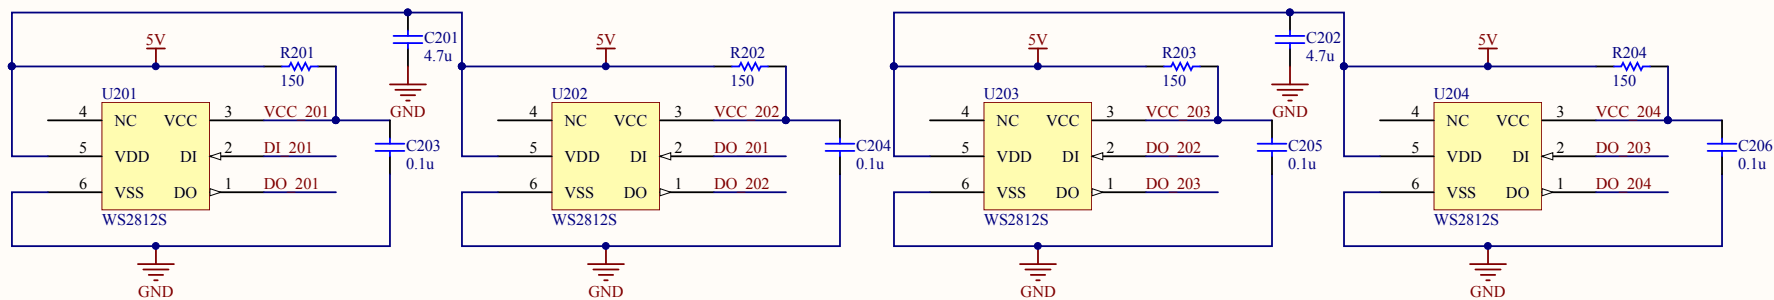 5V
R201
150
C201
4.7u
GND
U201
4 NC VCC 3 VCC_201
5 VDD DI 2 DI_201
6 VSS DO 1 DO_201
WS2812S
C203
0.1u
GND
5V
R202
150
U202
4 NC VCC 3 VCC_202
5 VDD DI 2 DO_201
6 VSS DO 1 DO_202
WS2812S
C204
0.1u
GND
5V
R203
150
C202
4.7u
GND
U203
4 NC VCC 3 VCC_203
5 VDD DI 2 DO_202
6 VSS DO 1 DO_203
WS2812S
C205
0.1u
GND
5V
R204
150
U204
4 NC VCC 3 VCC_204
5 VDD DI 2 DO_203
6 VSS DO 1 DO_204
WS2812S
C206
0.1u
GND